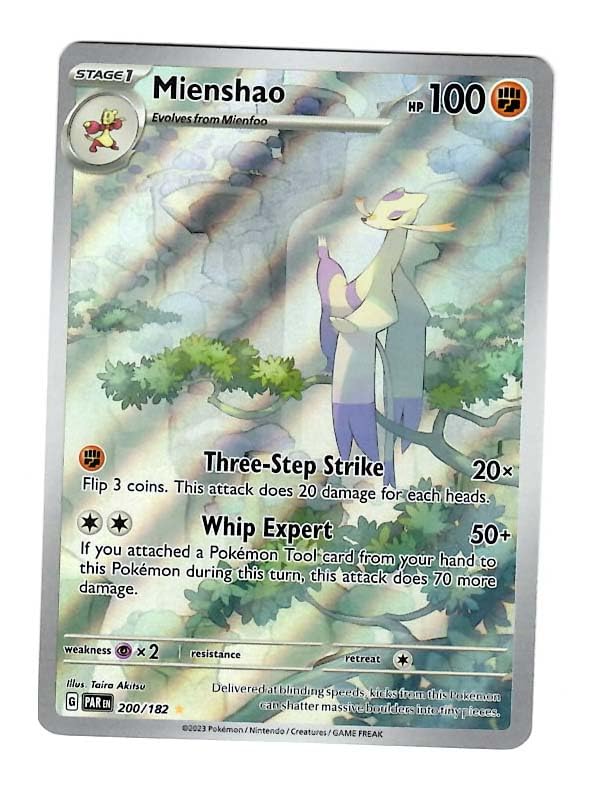 STAGE1
Mienshao
HP 100
Evolves from Mienfoo
Three-Step Strike 20×
Flip 3 coins. This attack does 20 damage for each heads.
Whip Expert 50+
If you attached a Pokémon Tool card from your hand to
this Pokémon during this turn, this attack does 70 more
damage.
weakness ×2 resistance retreat
Illus. Taira Akitsu
Delivered at blinding speeds, kicks from this Pokémon
can shatter massive boulders into tiny pieces.
G PAR EN 200/182
©2023 Pokémon / Nintendo / Creatures / GAME FREAK